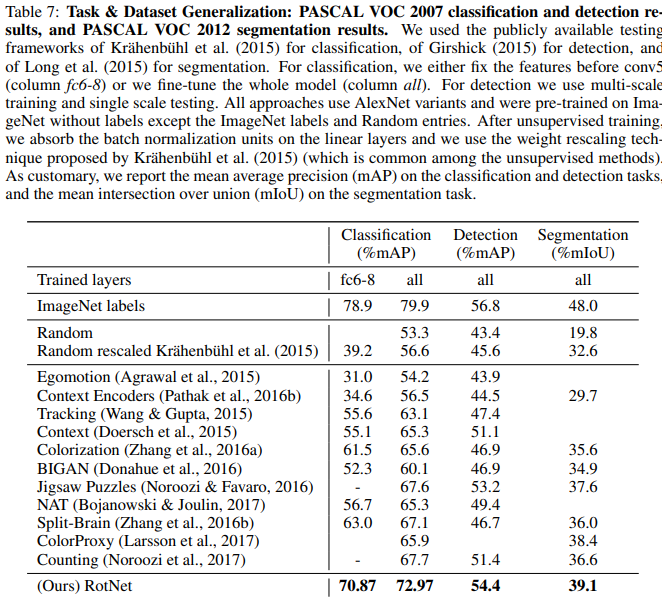 Table 7: Task & Dataset Generalization: PASCAL VOC 2007 classification and detection re-
sults, and PASCAL VOC 2012 segmentation results. We used the publicly available testing
frameworks of Krähenbühl et al. (2015) for classification, of Girshick (2015) for detection, and
of Long et al. (2015) for segmentation. For classification, we either fix the features before conv5
(column fc6-8) or we fine-tune the whole model (column all). For detection we use multi-scale
training and single scale testing. All approaches use AlexNet variants and were pre-trained on Ima-
geNet without labels except the ImageNet labels and Random entries. After unsupervised training,
we absorb the batch normalization units on the linear layers and we use the weight rescaling tech-
nique proposed by Krähenbühl et al. (2015) (which is common among the unsupervised methods).
As customary, we report the mean average precision (mAP) on the classification and detection tasks,
and the mean intersection over union (mIoU) on the segmentation task.
Classification Detection Segmentation
(%mAP) (%mAP) (%mIoU)
Trained layers fc6-8 all all all
ImageNet labels 78.9 79.9 56.8 48.0
Random 53.3 43.4 19.8
Random rescaled Krähenbühl et al. (2015) 39.2 56.6 45.6 32.6
Egomotion (Agrawal et al., 2015) 31.0 54.2 43.9
Context Encoders (Pathak et al., 2016b) 34.6 56.5 44.5 29.7
Tracking (Wang & Gupta, 2015) 55.6 63.1 47.4
Context (Doersch et al., 2015) 55.1 65.3 51.1
Colorization (Zhang et al., 2016a) 61.5 65.6 46.9 35.6
BIGAN (Donahue et al., 2016) 52.3 60.1 46.9 34.9
Jigsaw Puzzles (Noroozi & Favaro, 2016) - 67.6 53.2 37.6
NAT (Bojanowski & Joulin, 2017) 56.7 65.3 49.4
Split-Brain (Zhang et al., 2016b) 63.0 67.1 46.7 36.0
ColorProxy (Larsson et al., 2017) 65.9 38.4
Counting (Noroozi et al., 2017) - 67.7 51.4 36.6
(Ours) RotNet 70.87 72.97 54.4 39.1